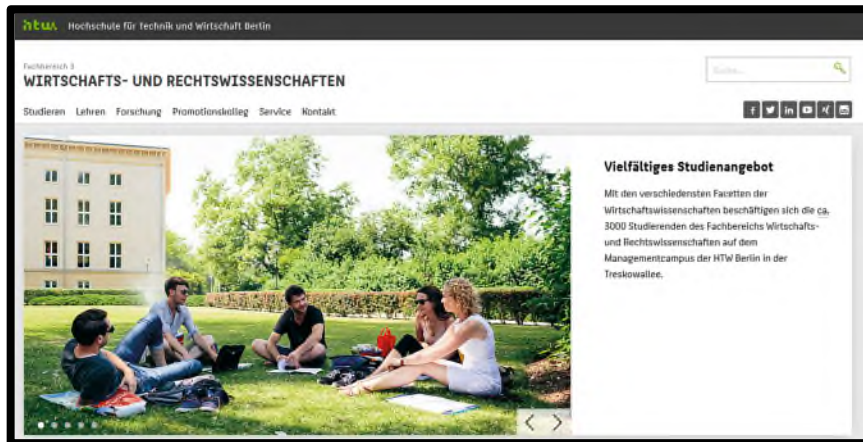 htw. Hochschule für Technik und Wirtschaft Berlin
Fachbereich 3
WIRTSCHAFTS- UND RECHTSWISSENSCHAFTEN
Suche...
Studieren Lehren Forschung Promotionskolleg Service Kontakt
Vielfältiges Studienangebot
Mit den verschiedensten Facetten der
Wirtschaftswissenschaften beschäftigen sich die ca.
3000 Studierenden des Fachbereichs Wirtschafts-
und Rechtswissenschaften auf dem
Managementcampus der HTW Berlin in der
Treskowallee.